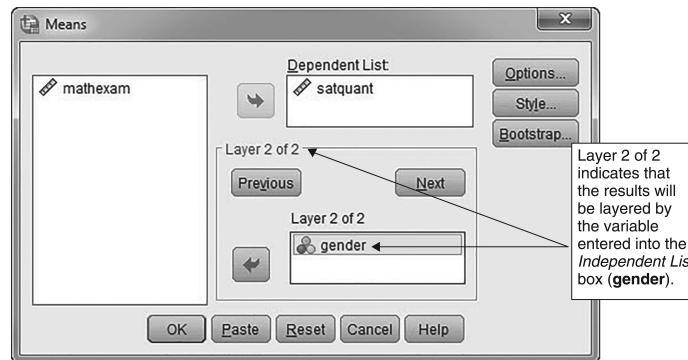 Means
x
mathexam
Dependent List:
satquant
Options...
Style...
Bootstrap...
Layer 2 of 2
Previous
Next
Layer 2 of 2
gender
OK
Paste
Reset
Cancel
Help
Layer 2 of 2
indicates that
the results will
be layered by
the variable
entered into the
Independent Lis
box (gender).